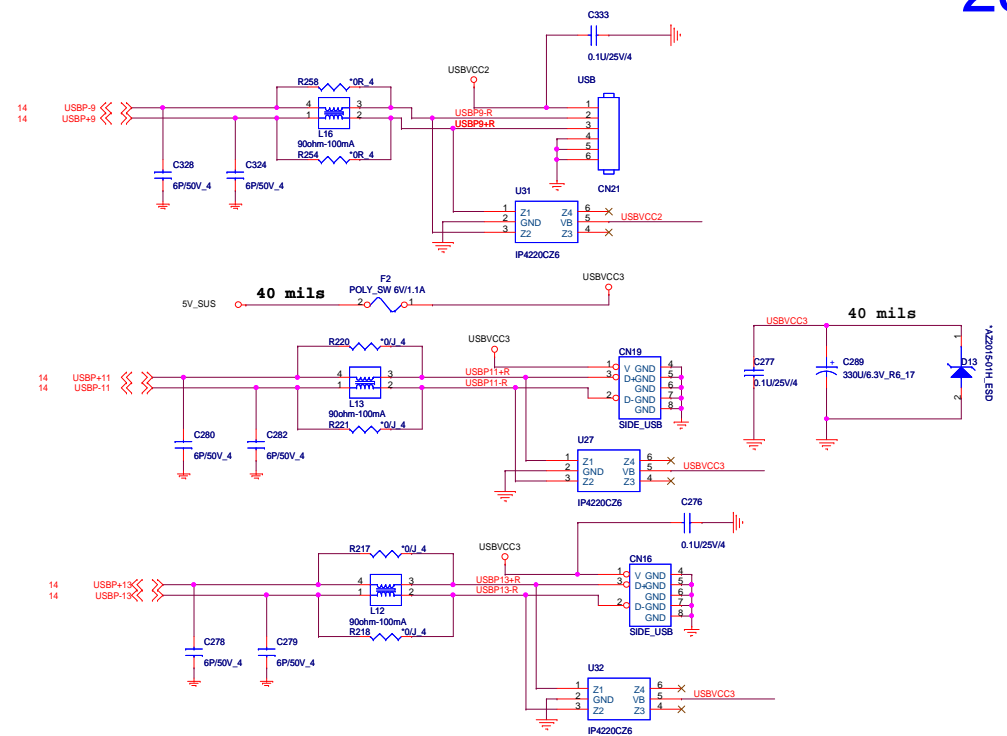 C333
0.1U/25V/4
USBVCC2
USB
R258
*0R_4
14
USBP-9
4
3
1
2
14
USBP+9
L16
90ohm-100mA
R254
*0R_4
USBP9-R
USBP9+R
1
2
3
4
5
6
CN21
C328
6P/50V_4
C324
6P/50V_4
U31
1
2
3
Z1
GND
Z2
Z4
VB
Z3
6
5
4
USBVCC2
IP4220CZ6
5V_SUS
40 mils
F2
POLY_SW 6V/1.1A
2
1
USBVCC3
USBVCC3
40 mils
C277
0.1U/25V/4
+
C289
330U/6.3V_R6_17
1
D13
2
*AZ2015-01H_ESD
USBVCC3
R220
*0/J_4
14
USBP+11
14
USBP-11
4
3
1
2
L13
90ohm-100mA
R221
*0/J_4
USBP11+R
USBP11-R
CN19
1
3
2
V
D+
D-
GND
GND
GND
GND
GND
4
5
6
7
8
SIDE_USB
C280
6P/50V_4
C282
6P/50V_4
U27
1
2
3
Z1
GND
Z2
Z4
VB
Z3
6
5
4
USBVCC3
IP4220CZ6
C276
0.1U/25V/4
USBVCC3
R217
*0/J_4
14
USBP+13
14
USBP-13
4
3
1
2
L12
90ohm-100mA
R218
*0/J_4
USBP13+R
USBP13-R
CN16
1
3
2
V
D+
D-
GND
GND
GND
GND
GND
4
5
6
7
8
SIDE_USB
C278
6P/50V_4
C279
6P/50V_4
U32
1
2
3
Z1
GND
Z2
Z4
VB
Z3
6
5
4
USBVCC3
IP4220CZ6